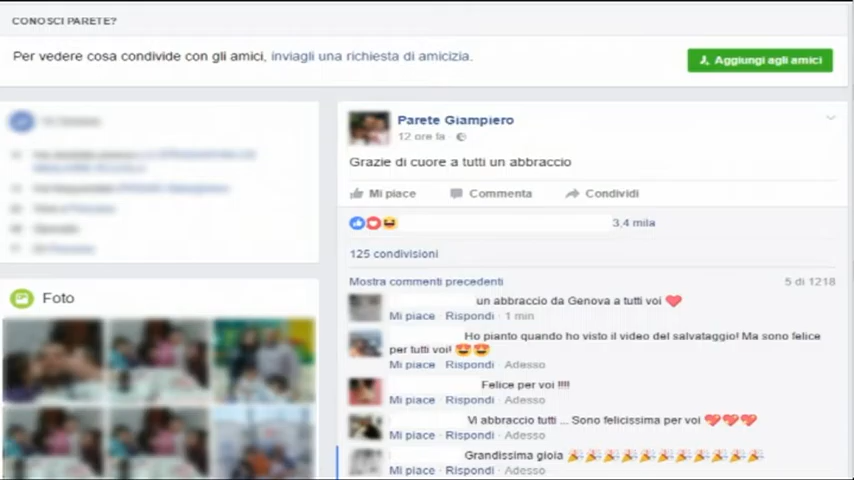 CONOSCI PARETE?
Per vedere cosa condivide con gli amici, inviagli una richiesta di amicizia.
Aggiungi agli amici
Parete Giampiero
12 ore fa
Grazie di cuore a tutti un abbraccio
Mi piace Commenta Condividi
3,4 mila
125 condivisioni
Mostra commenti precedenti 5 di 1218
un abbraccio da Genova a tutti voi
Mi piace · Rispondi · 1 min
Ho pianto quando ho visto il video del salvataggio! Ma sono felice
per tutti voi!
Mi piace · Rispondi · Adesso
Felice per voi !!!!
Mi piace · Rispondi · Adesso
Vi abbraccio tutti ... Sono felicissima per voi
Mi piace · Rispondi · Adesso
Grandissima gioia
Mi piace · Rispondi · Adesso
Foto